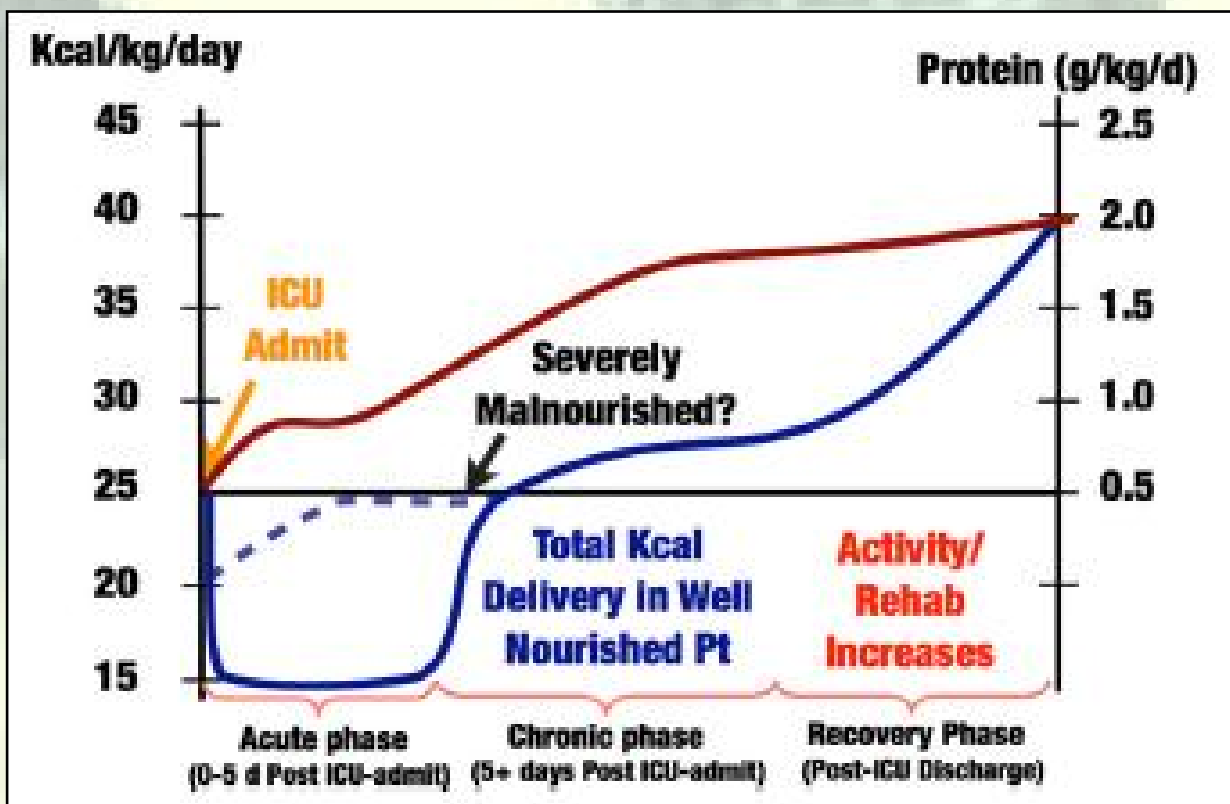 Kcal/kg/day
Protein (g/kg/d)
45
40
35
30
25
20
15
2.5
2.0
1.5
1.0
0.5
ICU
Admit
Severely
Malnourished?
Total Kcal
Delivery in Well
Nourished Pt
Activity/
Rehab
Increases
Acute phase
(0-5 d Post ICU-admit)
Chronic phase
(5+ days Post ICU-admit)
Recovery Phase
(Post-ICU Discharge)